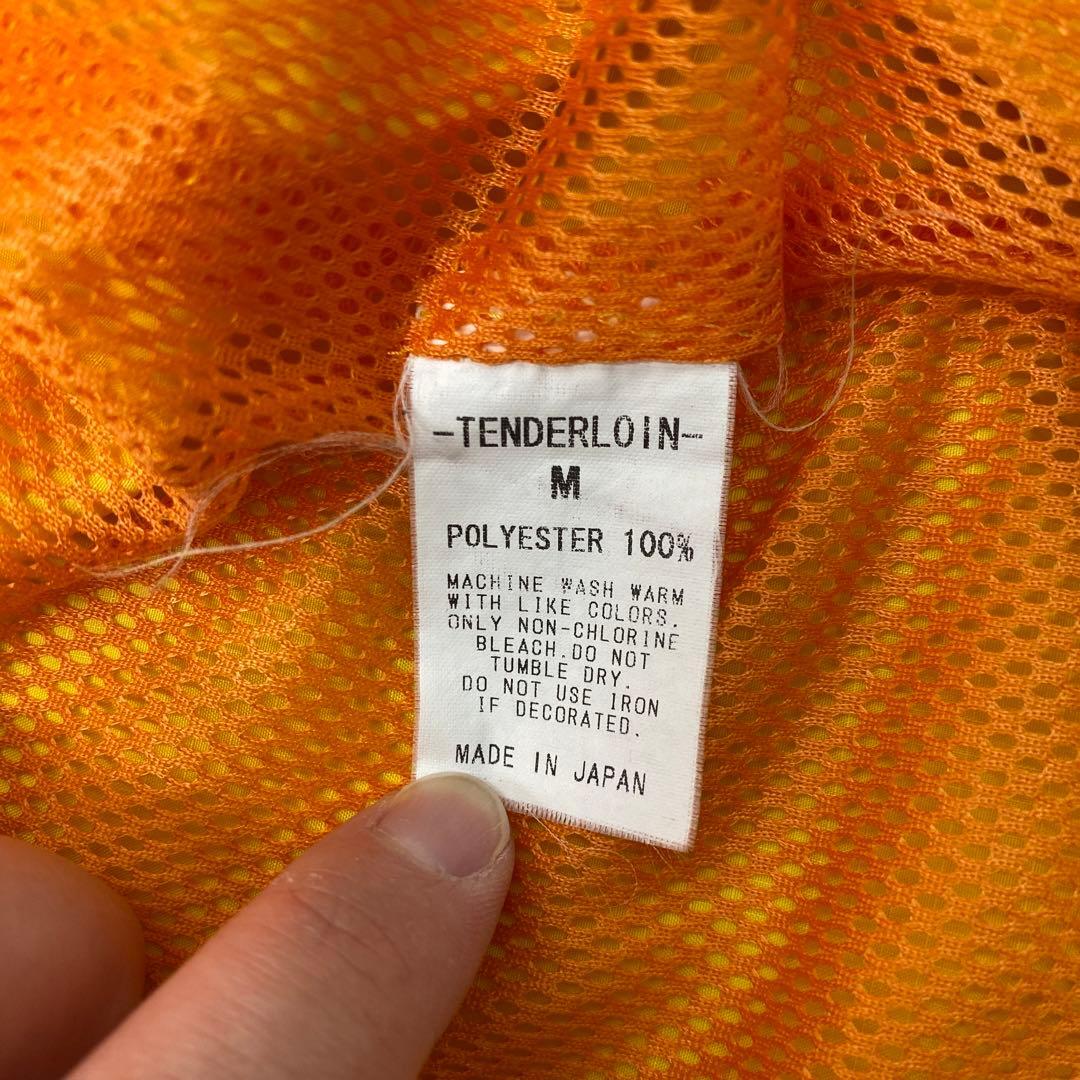 -TENDERLOIN-
M
POLYESTER 100%
MACHINE WASH WARM
WITH LIKE COLORS.
ONLY NON-CHLORINE
BLEACH.DO NOT
TUMBLE DRY.
DO NOT USE IRON
IF DECORATED.
MADE IN JAPAN